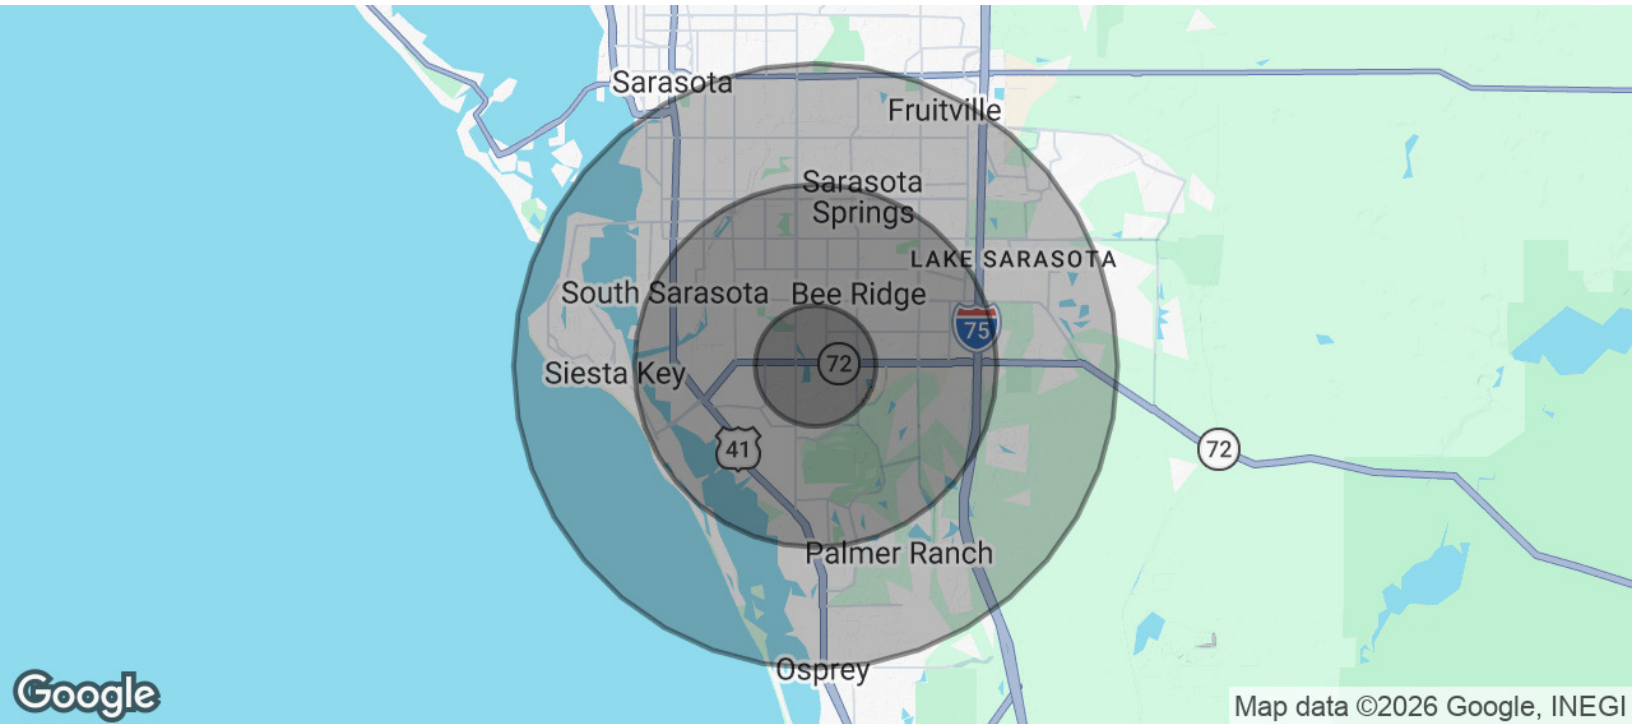 Sarasota
Fruitville
Sarasota
Springs
LAKE SARASOTA
South Sarasota
Bee Ridge
75
72
Siesta Key
41
72
Palmer Ranch
Osprey
Google
Map data ©2026 Google, INEGI